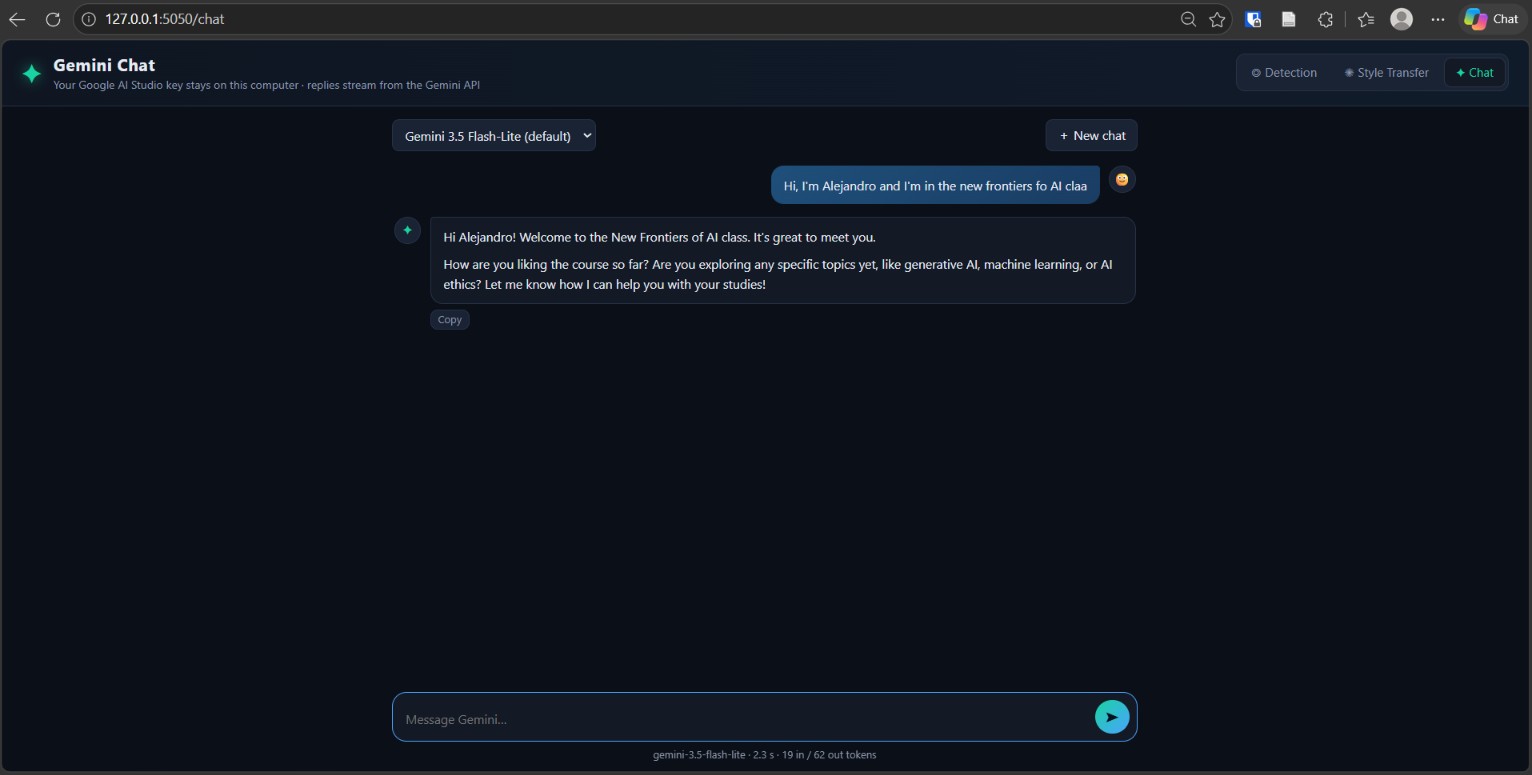 127.0.0.1:5050/chat
Chat
Gemini Chat
Your Google AI Studio key stays on this computer · replies stream from the Gemini API
Detection
Style Transfer
Chat
Gemini 3.5 Flash-Lite (default)
+ New chat
Hi, I'm Alejandro and I'm in the new frontiers fo AI claa
Hi Alejandro! Welcome to the New Frontiers of AI class. It's great to meet you.
How are you liking the course so far? Are you exploring any specific topics yet, like generative AI, machine learning, or AI
ethics? Let me know how I can help you with your studies!
Copy
Message Gemini...
gemini-3.5-flash-lite · 2.3 s · 19 in / 62 out tokens